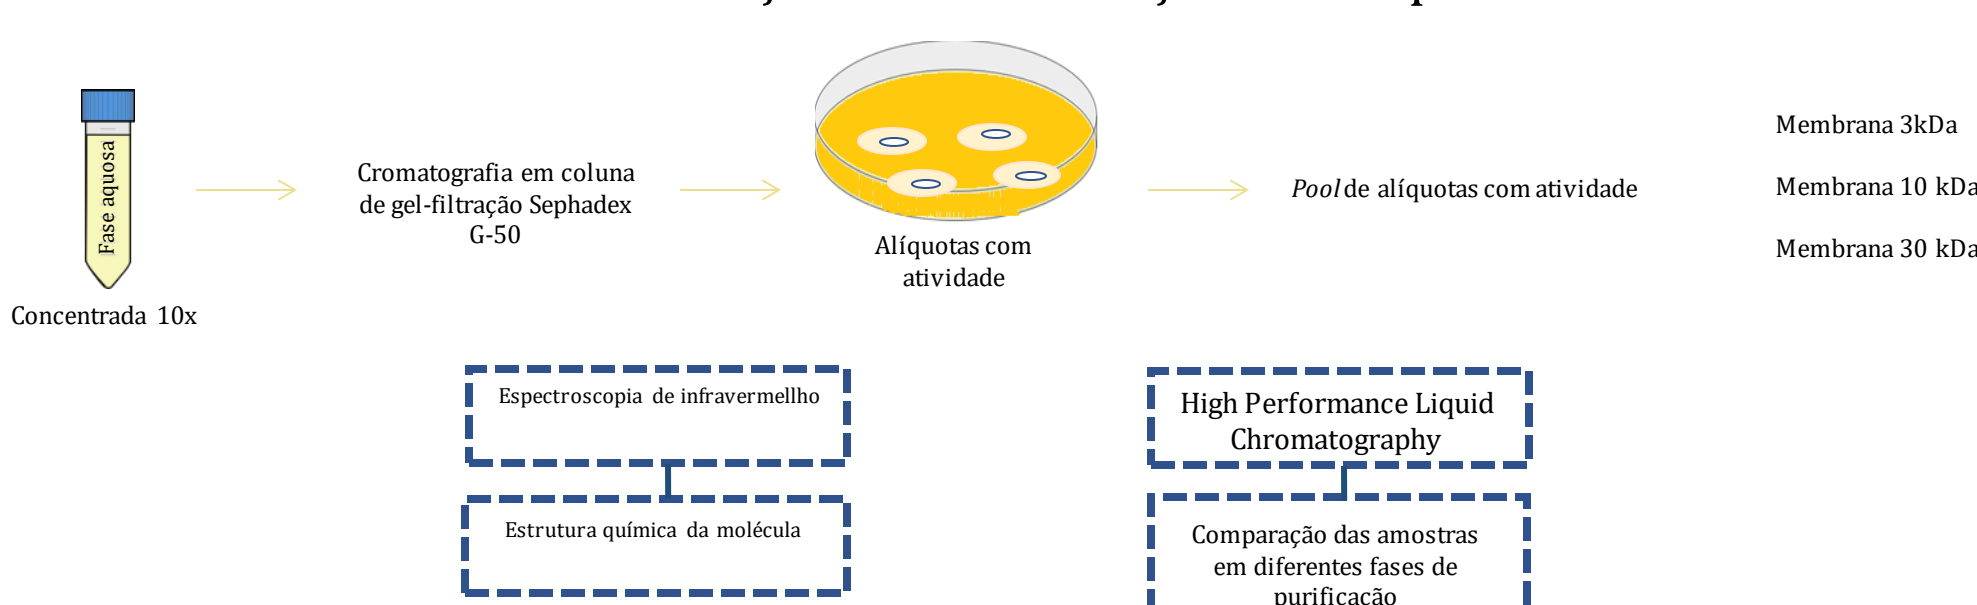 Fase aquosa
Concentrada 10x
Cromatografia em coluna
de gel-filtração Sephadex
G-50
Alíquotas com
atividade
Pool de alíquotas com atividade
Membrana 3kDa
Membrana 10 kDa
Membrana 30 kDa
Espectroscopia de infravermellho
Estrutura química da molécula
High Performance Liquid
Chromatography
Comparação das amostras
em diferentes fases de
purificação